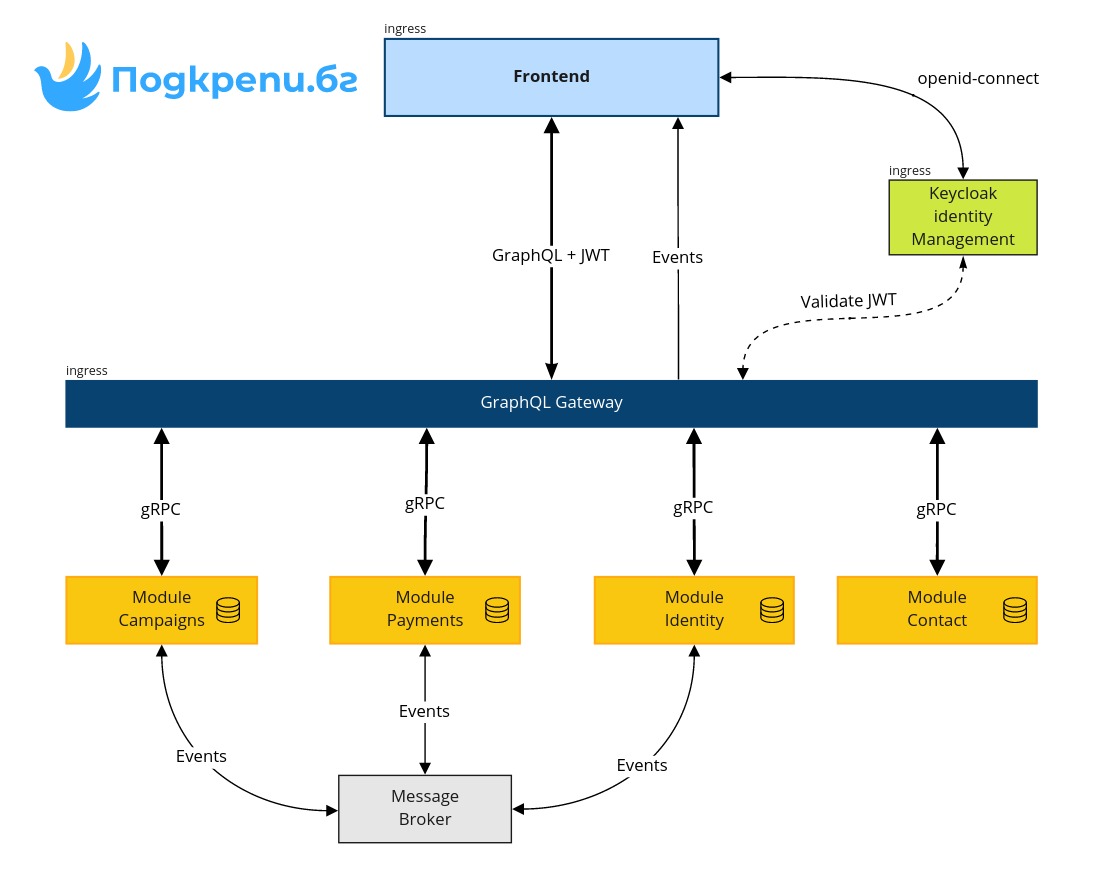 ingress
Подкрепи.бг
Frontend
openid-connect
ingress
Keycloak
identity
Management
GraphQL + JWT
Events
Validate JWT
ingress
GraphQL Gateway
gRPC
gRPC
gRPC
gRPC
Module
Campaigns
Module
Payments
Module
Identity
Module
Contact
Events
Events
Events
Message
Broker